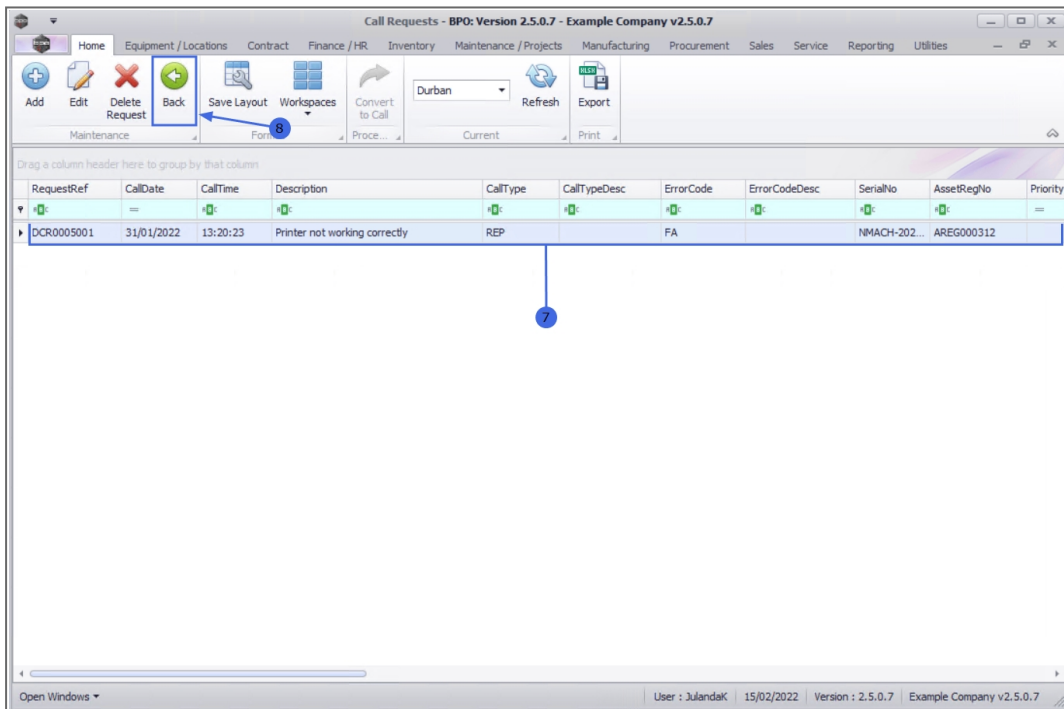 Call Requests - BPO: Version 2.5.0.7 - Example Company v2.5.0.7
Home Equipment / Locations Contract Finance / HR Inventory Maintenance / Projects Manufacturing Procurement Sales Service Reporting Utilities
Add Edit Delete Request Back Save Layout Workspaces Convert to Call Durban Refresh Export
8
Maintenance Form Proce... Current Print
Drag a column header here to group by that column
RequestRef CallDate CallTime Description CallType CallTypeDesc ErrorCode ErrorCodeDesc SerialNo AssetRegNo Priority
DCR0005001 31/01/2022 13:20:23 Printer not working correctly REP FA NMACH-202... AREG000312
7
Open Windows User : JulandaK 15/02/2022 Version : 2.5.0.7 Example Company v2.5.0.7